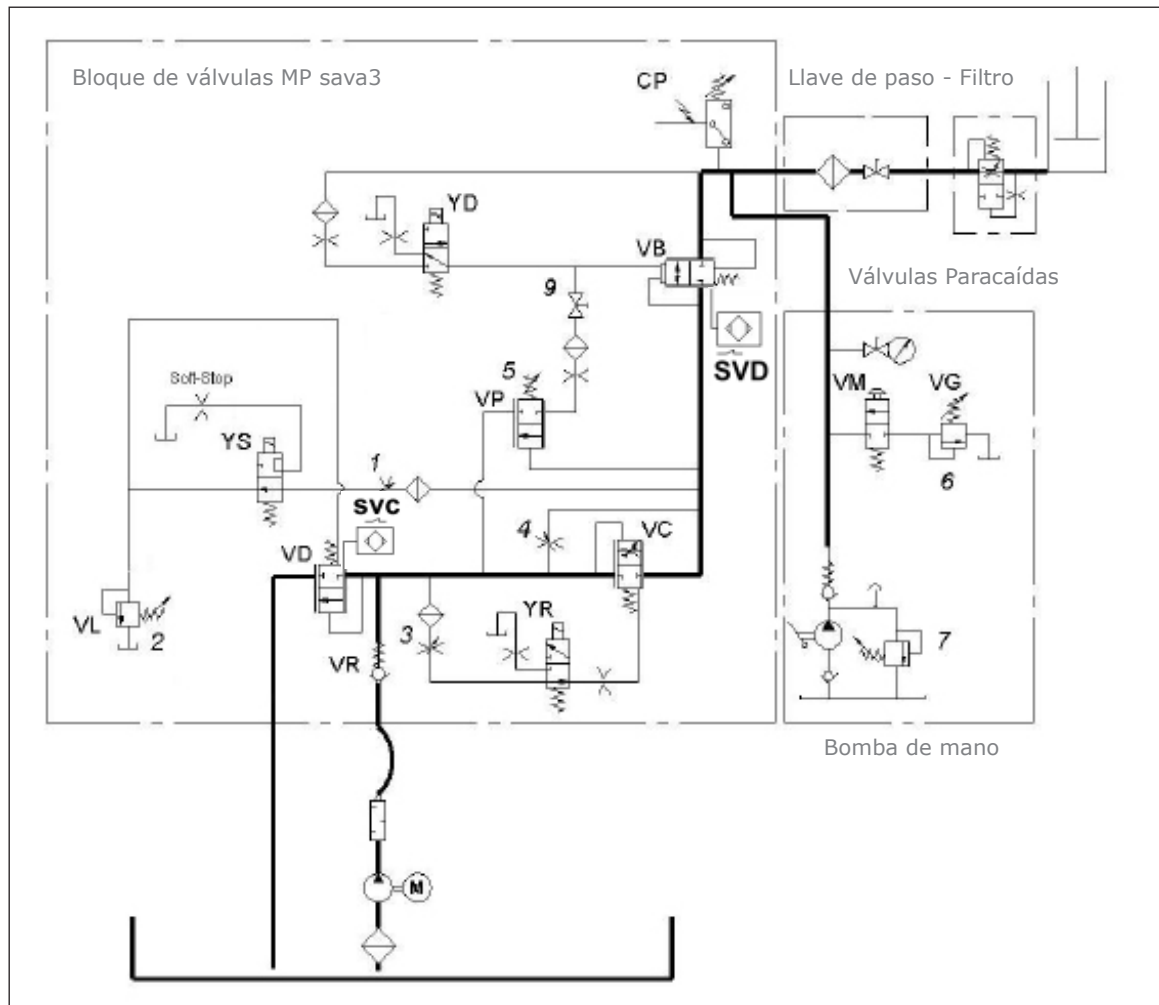 Bloque de válvulas MP sava3
Llave de paso - Filtro
CP
YD
VB
Válvulas Paracaídas
9
SVD
5
VP
VM
VG
Soft-Stop
YS
1
6
SVC
4
VC
VD
YR
3
VL
2
VR
7
Bomba de mano
M